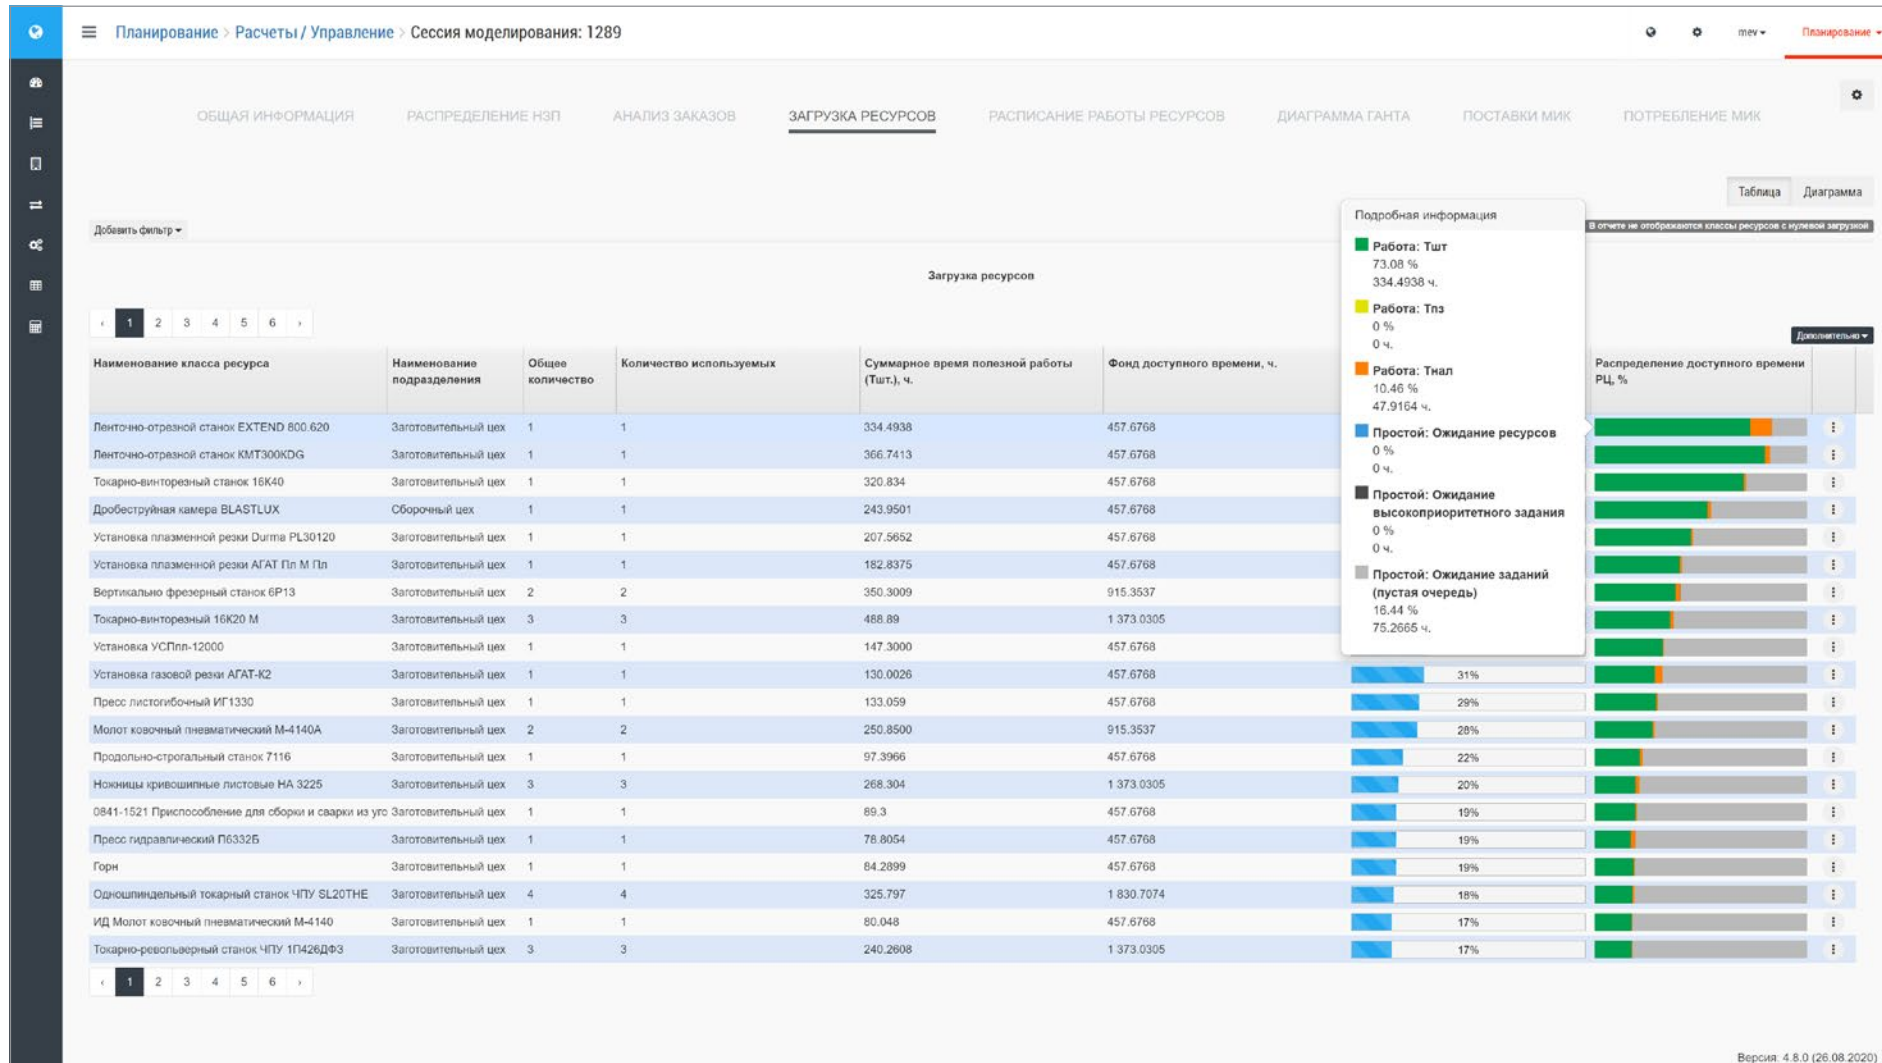 Планирование > Расчеты / Управление > Сессия моделирования: 1289
mev
Планирование
ОБЩАЯ ИНФОРМАЦИЯ РАСПРЕДЕЛЕНИЕ НЗП АНАЛИЗ ЗАКАЗОВ ЗАГРУЗКА РЕСУРСОВ РАСПИСАНИЕ РАБОТЫ РЕСУРСОВ ДИАГРАММА ГАНТА ПОСТАВКИ МИК ПОТРЕБЛЕНИЕ МИК
Таблица Диаграмма
Добавить фильтр
В отчете не отображаются классы ресурсов с нулевой загрузкой
Загрузка ресурсов
‹ 1 2 3 4 5 6 ›
Дополнительно
Подробная информация
Работа: Тшт
73.08 %
334.4938 ч.
Работа: Тпз
0 %
0 ч.
Работа: Тнал
10.46 %
47.9164 ч.
Простой: Ожидание ресурсов
0 %
0 ч.
Простой: Ожидание
высокоприоритетного задания
0 %
0 ч.
Простой: Ожидание заданий
(пустая очередь)
16.44 %
75.2665 ч.
Наименование класса ресурса Наименование подразделения Общее количество Количество используемых Суммарное время полезной работы (Тшт.), ч. Фонд доступного времени, ч. Распределение доступного времени РЦ, %
Ленточно-отрезной станок EXTEND 800.620 Заготовительный цех 1 1 334.4938 457.6768
Ленточно-отрезной станок KMT300KDG Заготовительный цех 1 1 366.7413 457.6768
Токарно-винторезный станок 16К40 Заготовительный цех 1 1 320.834 457.6768
Дробеструйная камера BLASTLUX Сборочный цех 1 1 243.9501 457.6768
Установка плазменной резки Durma PL30120 Заготовительный цех 1 1 207.5652 457.6768
Установка плазменной резки АГАТ Пл М Пл Заготовительный цех 1 1 182.8375 457.6768
Вертикально фрезерный станок 6Р13 Заготовительный цех 2 2 350.3009 915.3537
Токарно-винторезный 16К20 М Заготовительный цех 3 3 488.89 1 373.0305
Установка УСПпл-12000 Заготовительный цех 1 1 147.3000 457.6768
Установка газовой резки АГАТ-К2 Заготовительный цех 1 1 130.0026 457.6768 31%
Пресс листогибочный ИГ1330 Заготовительный цех 1 1 133.059 457.6768 29%
Молот ковочный пневматический М-4140А Заготовительный цех 2 2 250.8500 915.3537 28%
Продольно-строгальный станок 7116 Заготовительный цех 1 1 97.3966 457.6768 22%
Ножницы кривошипные листовые НА 3225 Заготовительный цех 3 3 268.304 1 373.0305 20%
0841-1521 Приспособление для сборки и сварки из уго Заготовительный цех 1 1 89.3 457.6768 19%
Пресс гидравлический П6332Б Заготовительный цех 1 1 78.8054 457.6768 19%
Горн Заготовительный цех 1 1 84.2899 457.6768 19%
Одношпиндельный токарный станок ЧПУ SL20THE Заготовительный цех 4 4 325.797 1 830.7074 18%
ИД Молот ковочный пневматический М-4140 Заготовительный цех 1 1 80.048 457.6768 17%
Токарно-револьверный станок ЧПУ 1П426ДФ3 Заготовительный цех 3 3 240.2608 1 373.0305 17%
‹ 1 2 3 4 5 6 ›
Версия: 4.8.0 (26.08.2020)